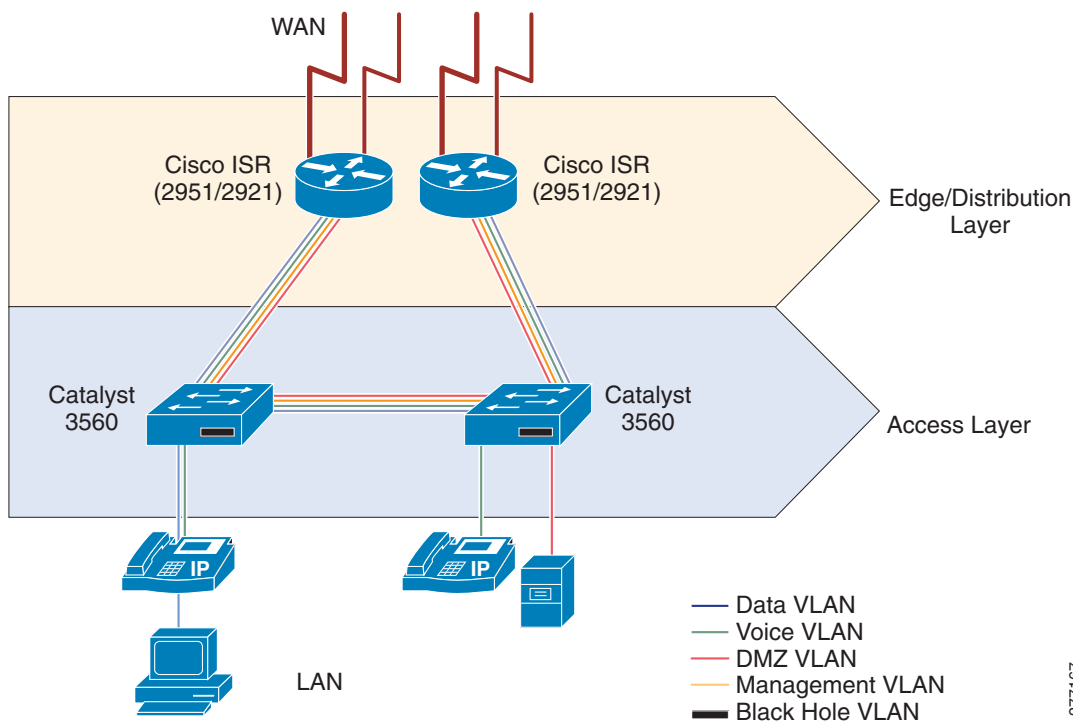 WAN
Cisco ISR
(2951/2921)
Cisco ISR
(2951/2921)
Edge/Distribution
Layer
Catalyst
3560
Catalyst
3560
Access Layer
IP
IP
LAN
Data VLAN
Voice VLAN
DMZ VLAN
Management VLAN
Black Hole VLAN